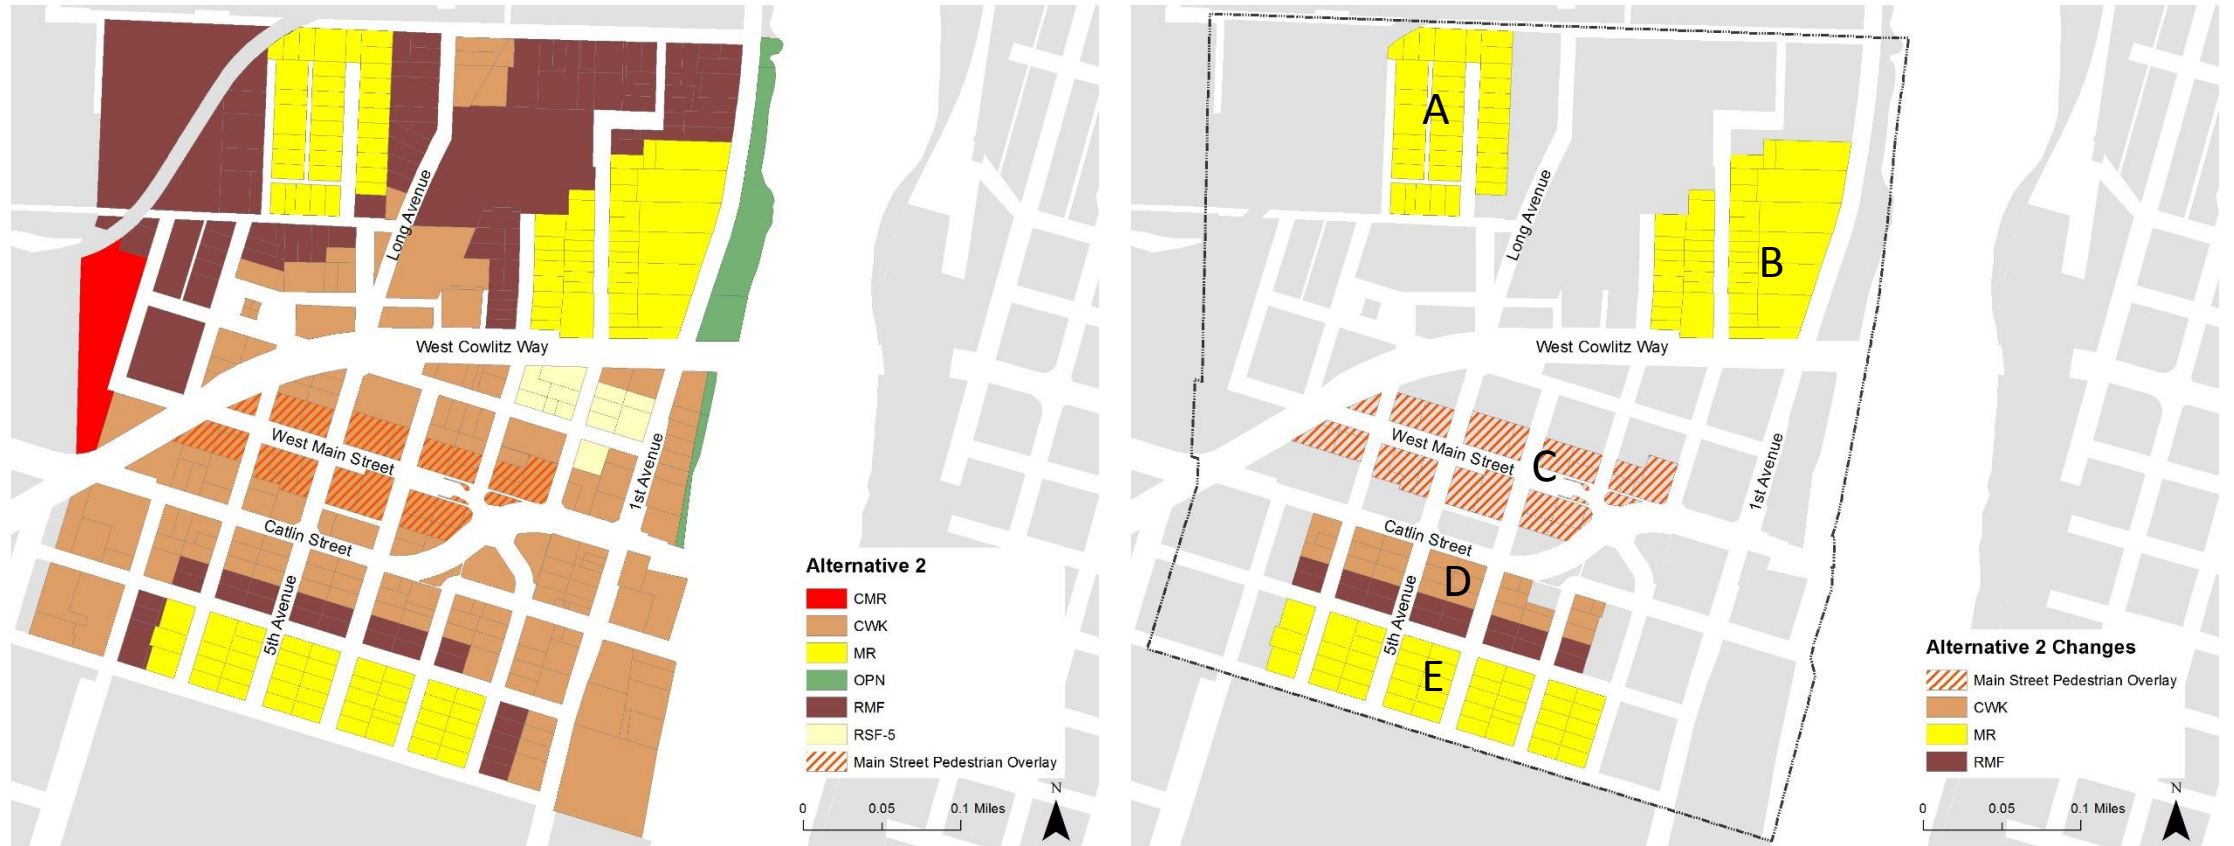 Long Avenue
West Cowlitz Way
West Main Street
1st Avenue
Catlin Street
5th Avenue
Alternative 2
CMR
CWK
MR
OPN
RMF
RSF-5
Main Street Pedestrian Overlay
0 0.05 0.1 Miles
N
A
Long Avenue
B
West Cowlitz Way
West Main Street
C
1st Avenue
Catlin Street
D
5th Avenue
E
Alternative 2 Changes
Main Street Pedestrian Overlay
CWK
MR
RMF
0 0.05 0.1 Miles
N